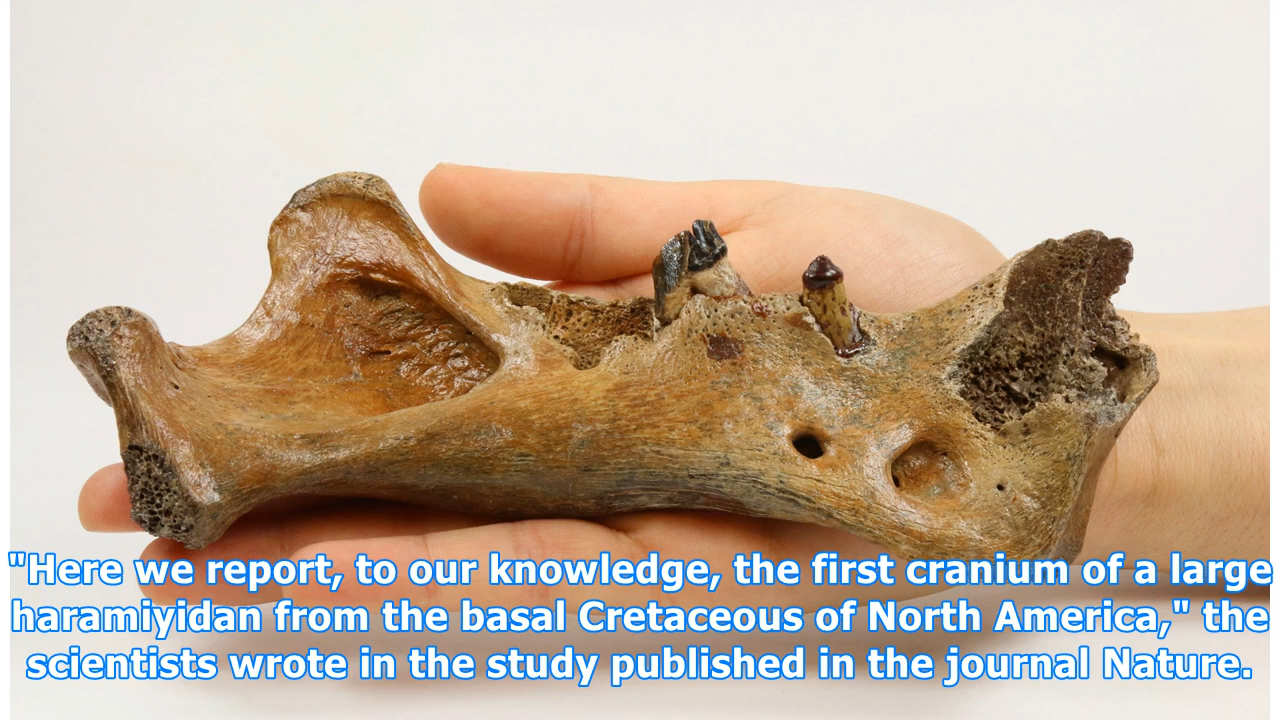 "Here we report, to our knowledge, the first cranium of a large
haramiyidan from the basal Cretaceous of North America," the
scientists wrote in the study published in the journal Nature.